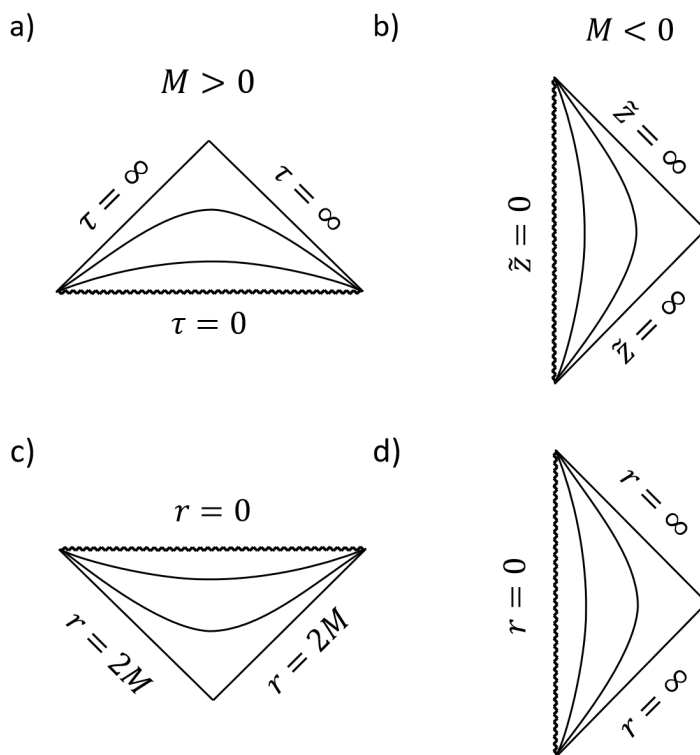 a)
M > 0
τ = ∞
τ = ∞
τ = 0
b)
M < 0
z̃ = ∞
z̃ = 0
z̃ = ∞
c)
r = 0
r = 2M
r = 2M
d)
r = ∞
r = 0
r = ∞